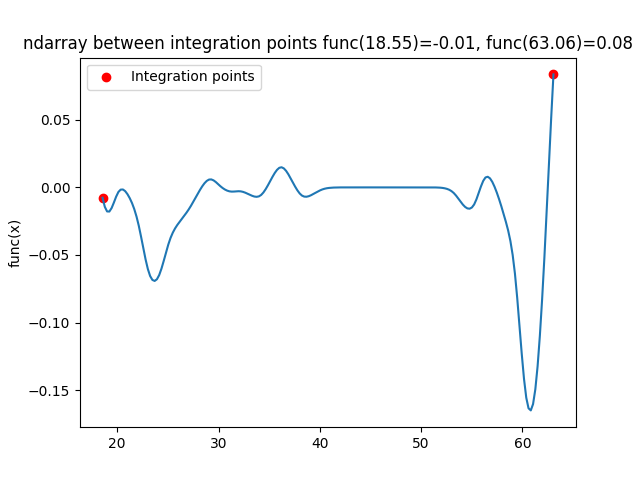 ndarray between integration points func(18.55)=-0.01, func(63.06)=0.08
Integration points
func(x)
0.05
0.00
−0.05
−0.10
−0.15
20 30 40 50 60